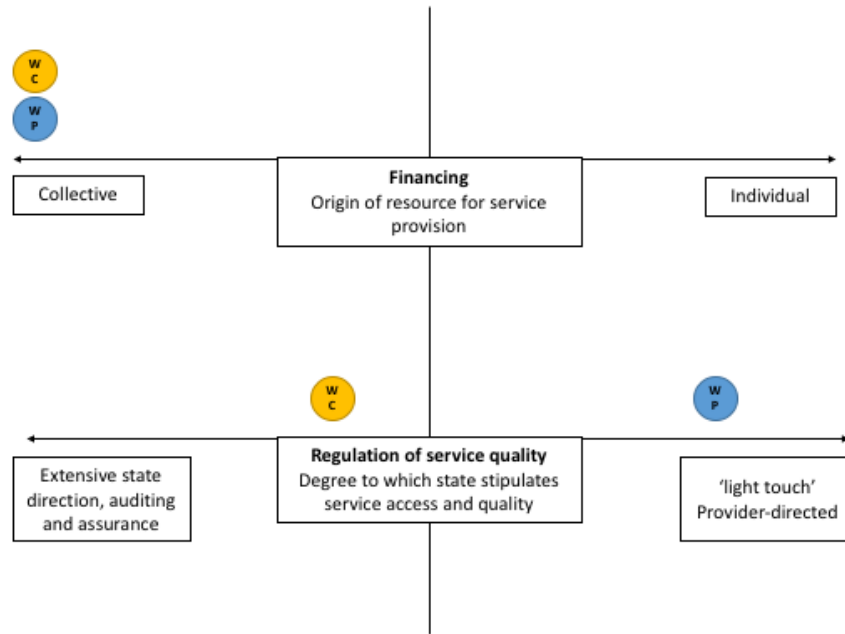 W
C
W
P
Financing
Origin of resource for service
provision
Collective
Individual
W
C
W
P
Regulation of service quality
Degree to which state stipulates
service access and quality
Extensive state
direction, auditing
and assurance
‘light touch’
Provider-directed